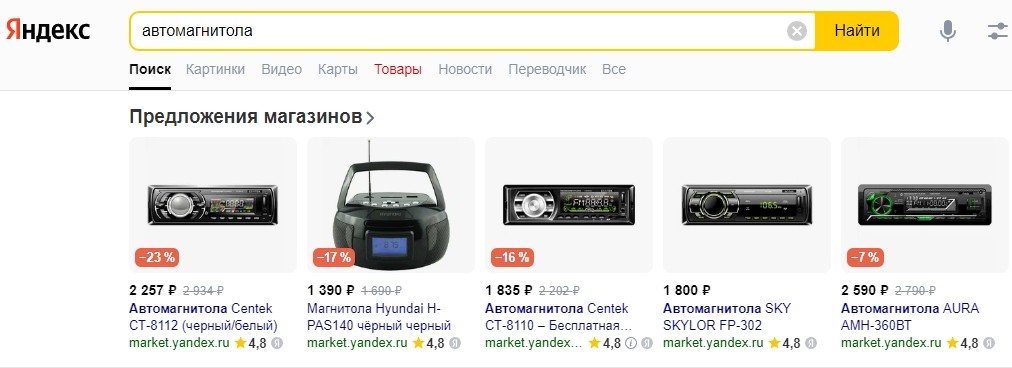 Яндекс
автомагнитола
Найти
Поиск Картинки Видео Карты Товары Новости Переводчик Все
Предложения магазинов
–23 % –17 % –16 % –7 %
2 257 ₽ 2 934 ₽
Автомагнитола Centek
CT-8112 (черный/белый)
market.yandex.ru 4,8 Я
1 390 ₽ 1 690 ₽
Магнитола Hyundai H-
PAS140 чёрный черный
market.yandex.ru 4,8 Я
1 835 ₽ 2 202 ₽
Автомагнитола Centek
CT-8110 – Бесплатная...
market.yandex... 4,8 i Я
1 800 ₽
Автомагнитола SKY
SKYLOR FP-302
market.yandex.ru 4,8 Я
2 590 ₽ 2 790 ₽
Автомагнитола AURA
AMH-360BT
market.yandex.ru 4,8 Я